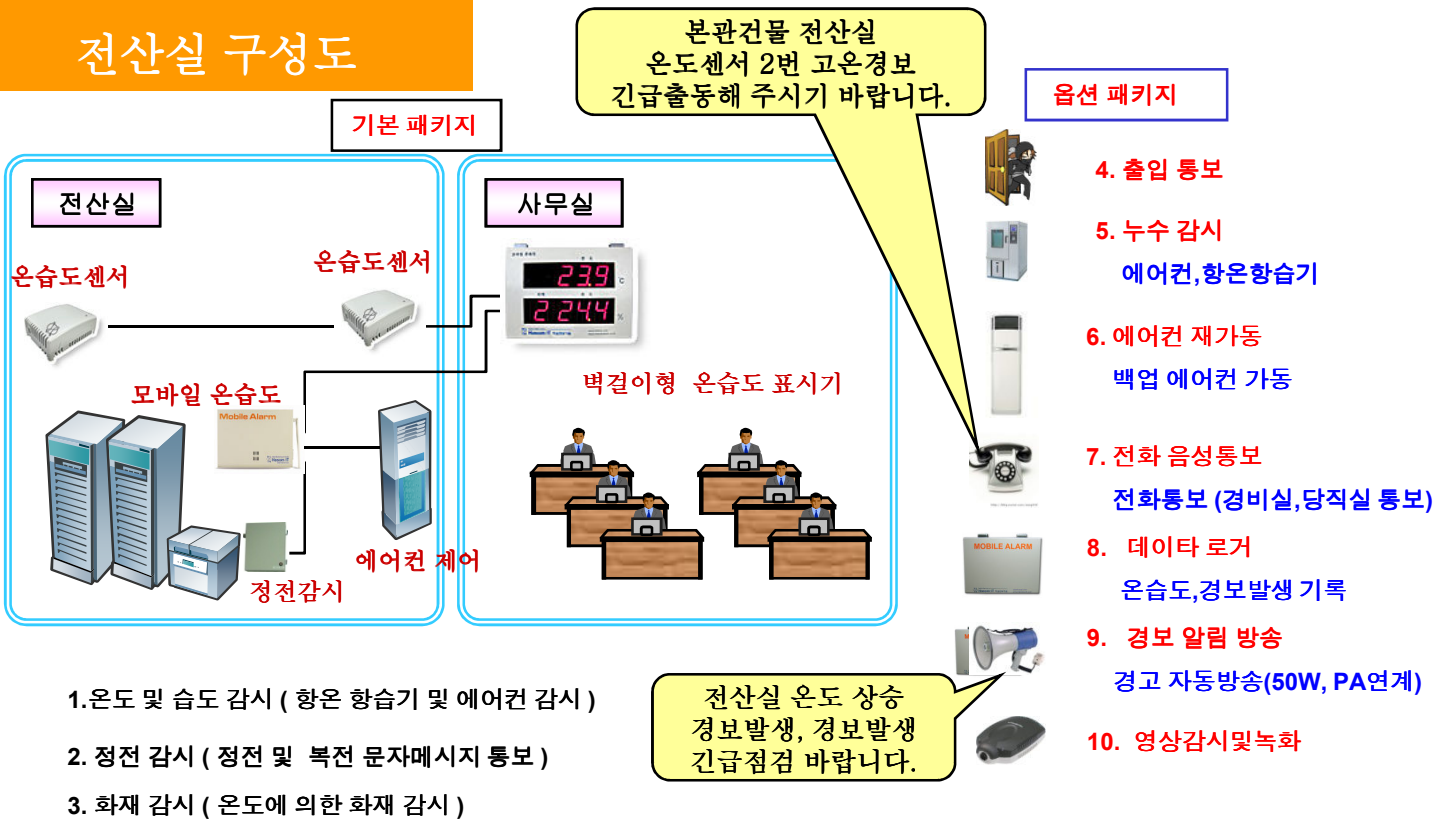 전산실 구성도
본관건물 전산실
온도센서 2번 고온경보
긴급출동해 주시기 바랍니다.
기본 패키지
전산실
온습도센서
온습도센서
모바일 온습도
Mobile Alarm
정전감시
에어컨 제어
사무실
23.9
℃
224.4
%
벽걸이형 온습도 표시기
1.온도 및 습도 감시 ( 항온 항습기 및 에어컨 감시 )
2. 정전 감시 ( 정전 및 복전 문자메시지 통보 )
3. 화재 감시 ( 온도에 의한 화재 감시 )
옵션 패키지
4. 출입 통보
5. 누수 감시
에어컨,항온항습기
6. 에어컨 재가동
백업 에어컨 가동
7. 전화 음성통보
전화통보 (경비실,당직실 통보)
MOBILE ALARM
8. 데이타 로거
온습도,경보발생 기록
9. 경보 알림 방송
경고 자동방송(50W, PA연계)
전산실 온도 상승
경보발생, 경보발생
긴급점검 바랍니다.
10. 영상감시및녹화